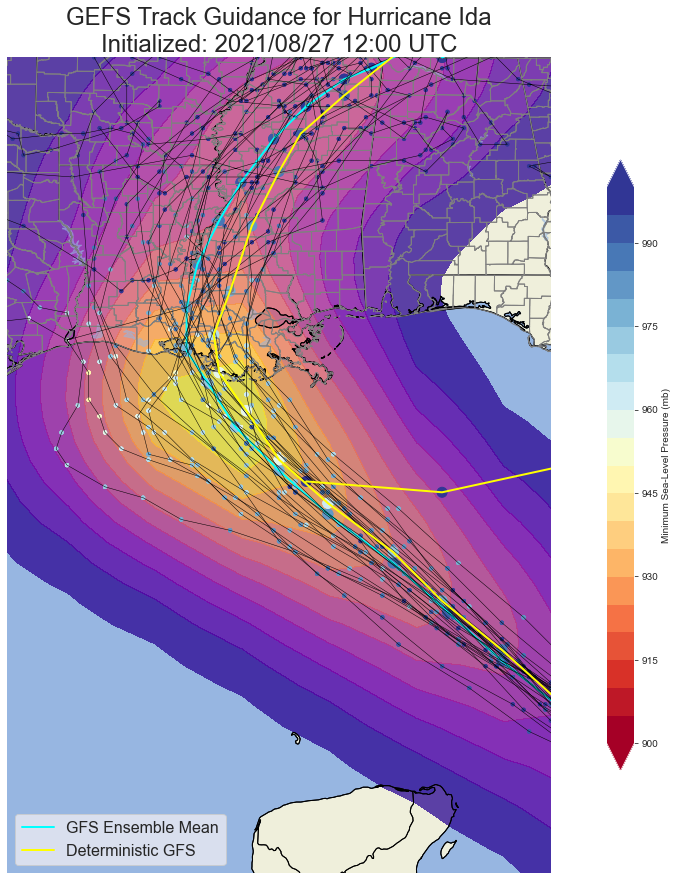 GEFS Track Guidance for Hurricane Ida
Initialized: 2021/08/27 12:00 UTC
990
975
960
945
930
915
900
Minimum Sea-Level Pressure (mb)
GFS Ensemble Mean
Deterministic GFS